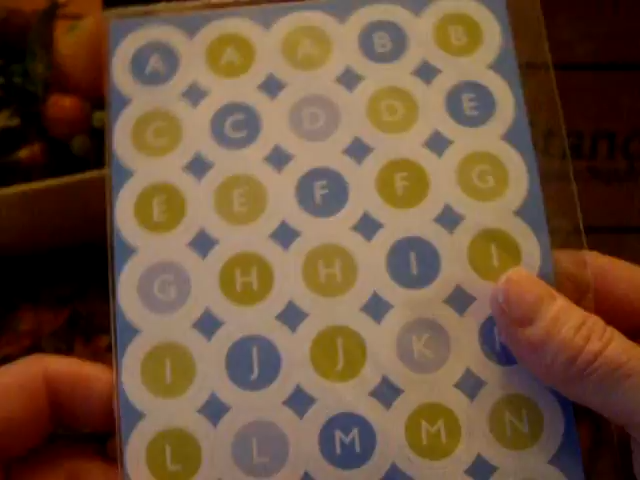 A A A B B
C C D D E
E E F F G
G H H I I
I J J K
L L M M N